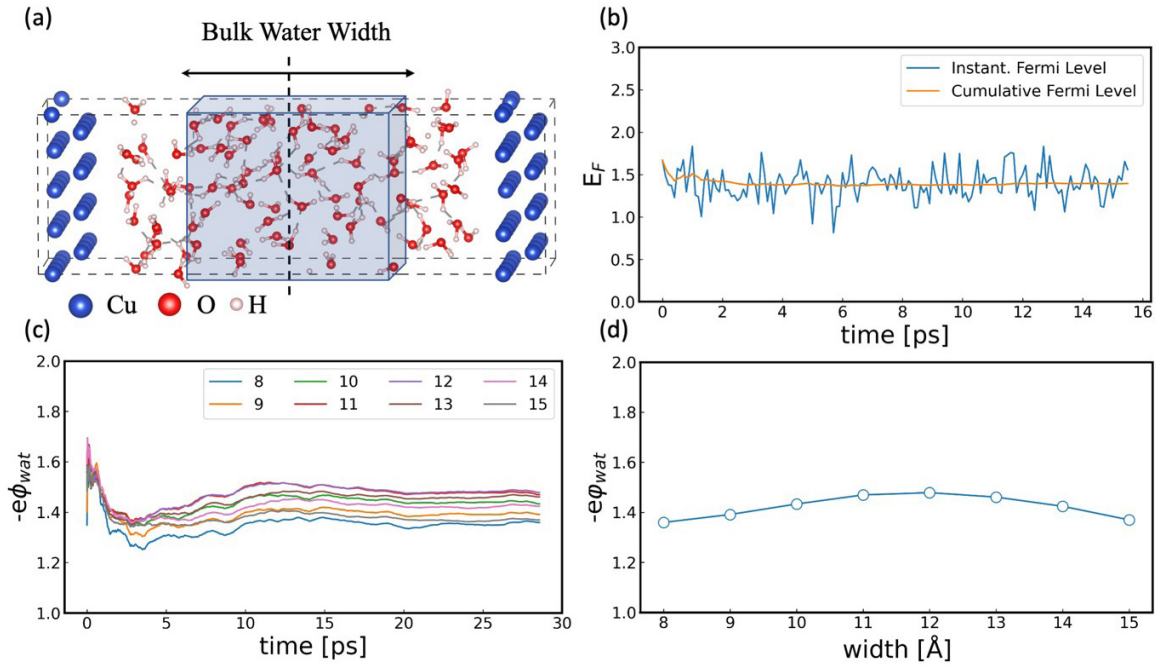 (a)
Bulk Water Width
Cu O H
(b)
3.0
2.5
2.0
1.5
1.0
0.5
0.0
E_F
Instant. Fermi Level
Cumulative Fermi Level
0 2 4 6 8 10 12 14 16
time [ps]
(c)
2.0
1.8
1.6
1.4
1.2
1.0
-eϕ_wat
8 10 12 14
9 11 13 15
0 5 10 15 20 25 30
time [ps]
(d)
2.0
1.8
1.6
1.4
1.2
1.0
-eφ_wat
8 9 10 11 12 13 14 15
width [Å]